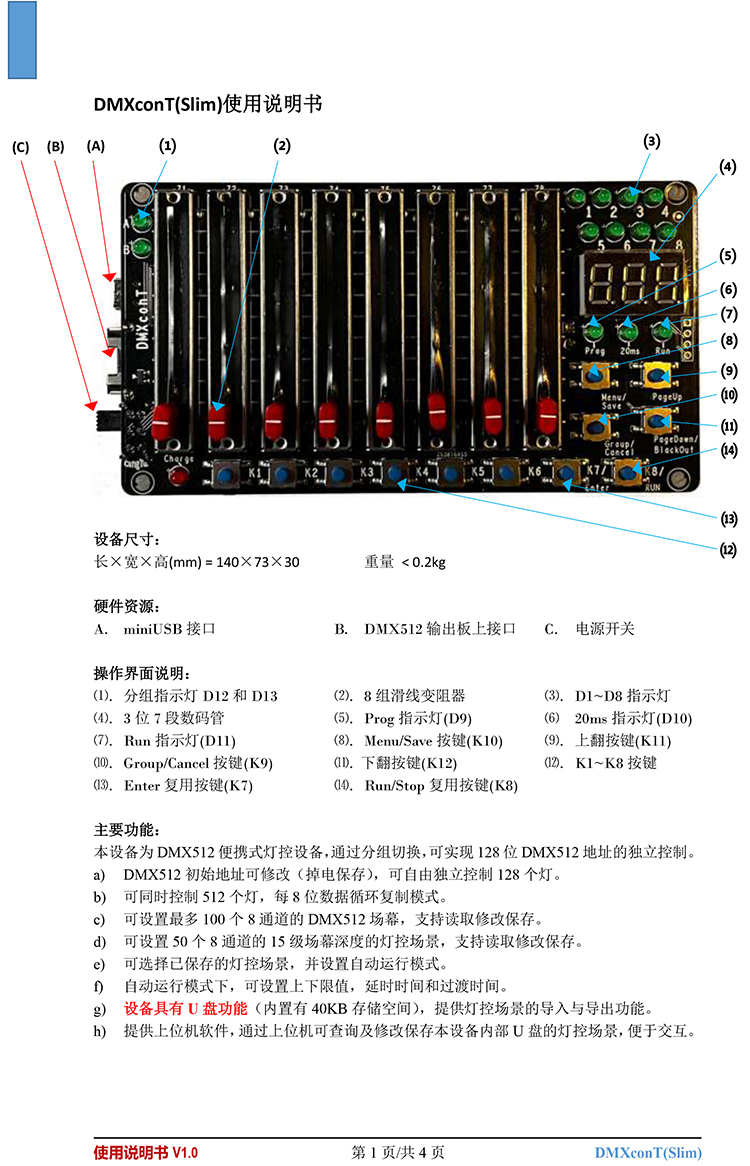 DMXconT(Slim)使用说明书
(C) (B) (A) (1) (2) (3)
(4)
(5)
(6)
(7)
(8)
(9)
(10)
(11)
(14)
(13)
(12)
A
B
DMXconT
1 2 3 4
5 6 7 8
Prog 20ms Run
Menu/Save PageUp
Group/Cancel PageDown/BlackOut
Charge
K1 K2 K3 K4 K5 K6 K7/Enter K8/RUN
设备尺寸：
长×宽×高(mm) = 140×73×30 重量 < 0.2kg
硬件资源：
A. miniUSB 接口 B. DMX512 输出板上接口 C. 电源开关
操作界面说明：
⑴. 分组指示灯 D12 和 D13 ⑵. 8 组滑线变阻器 ⑶. D1~D8 指示灯
⑷. 3 位 7 段数码管 ⑸. Prog 指示灯(D9) ⑹ 20ms 指示灯(D10)
⑺. Run 指示灯(D11) ⑻. Menu/Save 按键(K10) ⑼. 上翻按键(K11)
⑽. Group/Cancel 按键(K9) ⑾. 下翻按键(K12) ⑿. K1~K8 按键
⒀. Enter 复用按键(K7) ⒁. Run/Stop 复用按键(K8)
主要功能：
本设备为 DMX512 便携式灯控设备，通过分组切换，可实现 128 位 DMX512 地址的独立控制。
a) DMX512 初始地址可修改（掉电保存），可自由独立控制 128 个灯。
b) 可同时控制 512 个灯，每 8 位数据循环复制模式。
c) 可设置最多 100 个 8 通道的 DMX512 场幕，支持读取修改保存。
d) 可设置 50 个 8 通道的 15 级场幕深度的灯控场景，支持读取修改保存。
e) 可选择已保存的灯控场景，并设置自动运行模式。
f) 自动运行模式下，可设置上下限值，延时时间和过渡时间。
g) 设备具有 U 盘功能（内置有 40KB 存储空间），提供灯控场景的导入与导出功能。
h) 提供上位机软件，通过上位机可查询及修改保存本设备内部 U 盘的灯控场景，便于交互。
使用说明书 V1.0 第 1 页/共 4 页 DMXconT(Slim)